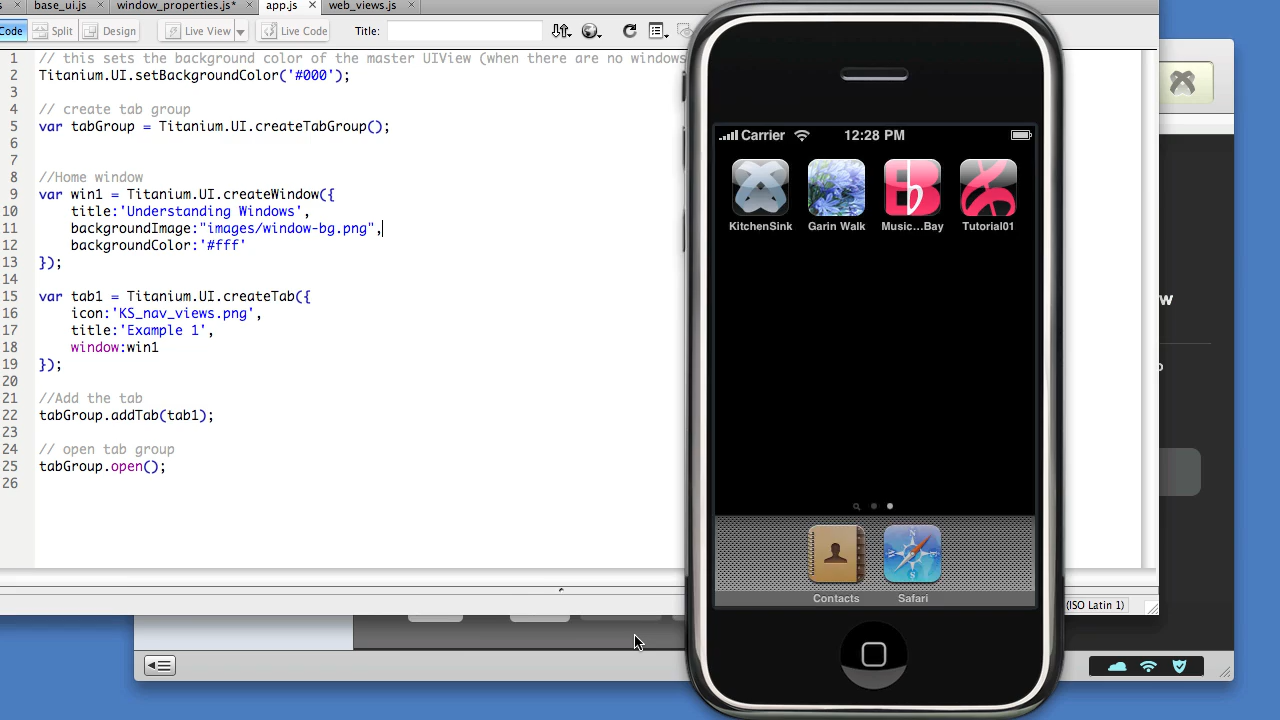 base_ui.js
window_properties.js*
app.js
web_views.js
Code
Split
Design
Live View
Live Code
Title:
1 // this sets the background color of the master UIView (when there are no windows
2 Titanium.UI.setBackgroundColor('#000');
3
4 // create tab group
5 var tabGroup = Titanium.UI.createTabGroup();
6
7
8 //Home window
9 var win1 = Titanium.UI.createWindow({
10 title:'Understanding Windows',
11 backgroundImage:"images/window-bg.png",
12 backgroundColor:'#fff'
13 });
14
15 var tab1 = Titanium.UI.createTab({
16 icon:'KS_nav_views.png',
17 title:'Example 1',
18 window:win1
19 });
20
21 //Add the tab
22 tabGroup.addTab(tab1);
23
24 // open tab group
25 tabGroup.open();
26
Carrier
12:28 PM
KitchenSink
Garin Walk
Music...Bay
Tutorial01
Contacts
Safari
(ISO Latin 1)